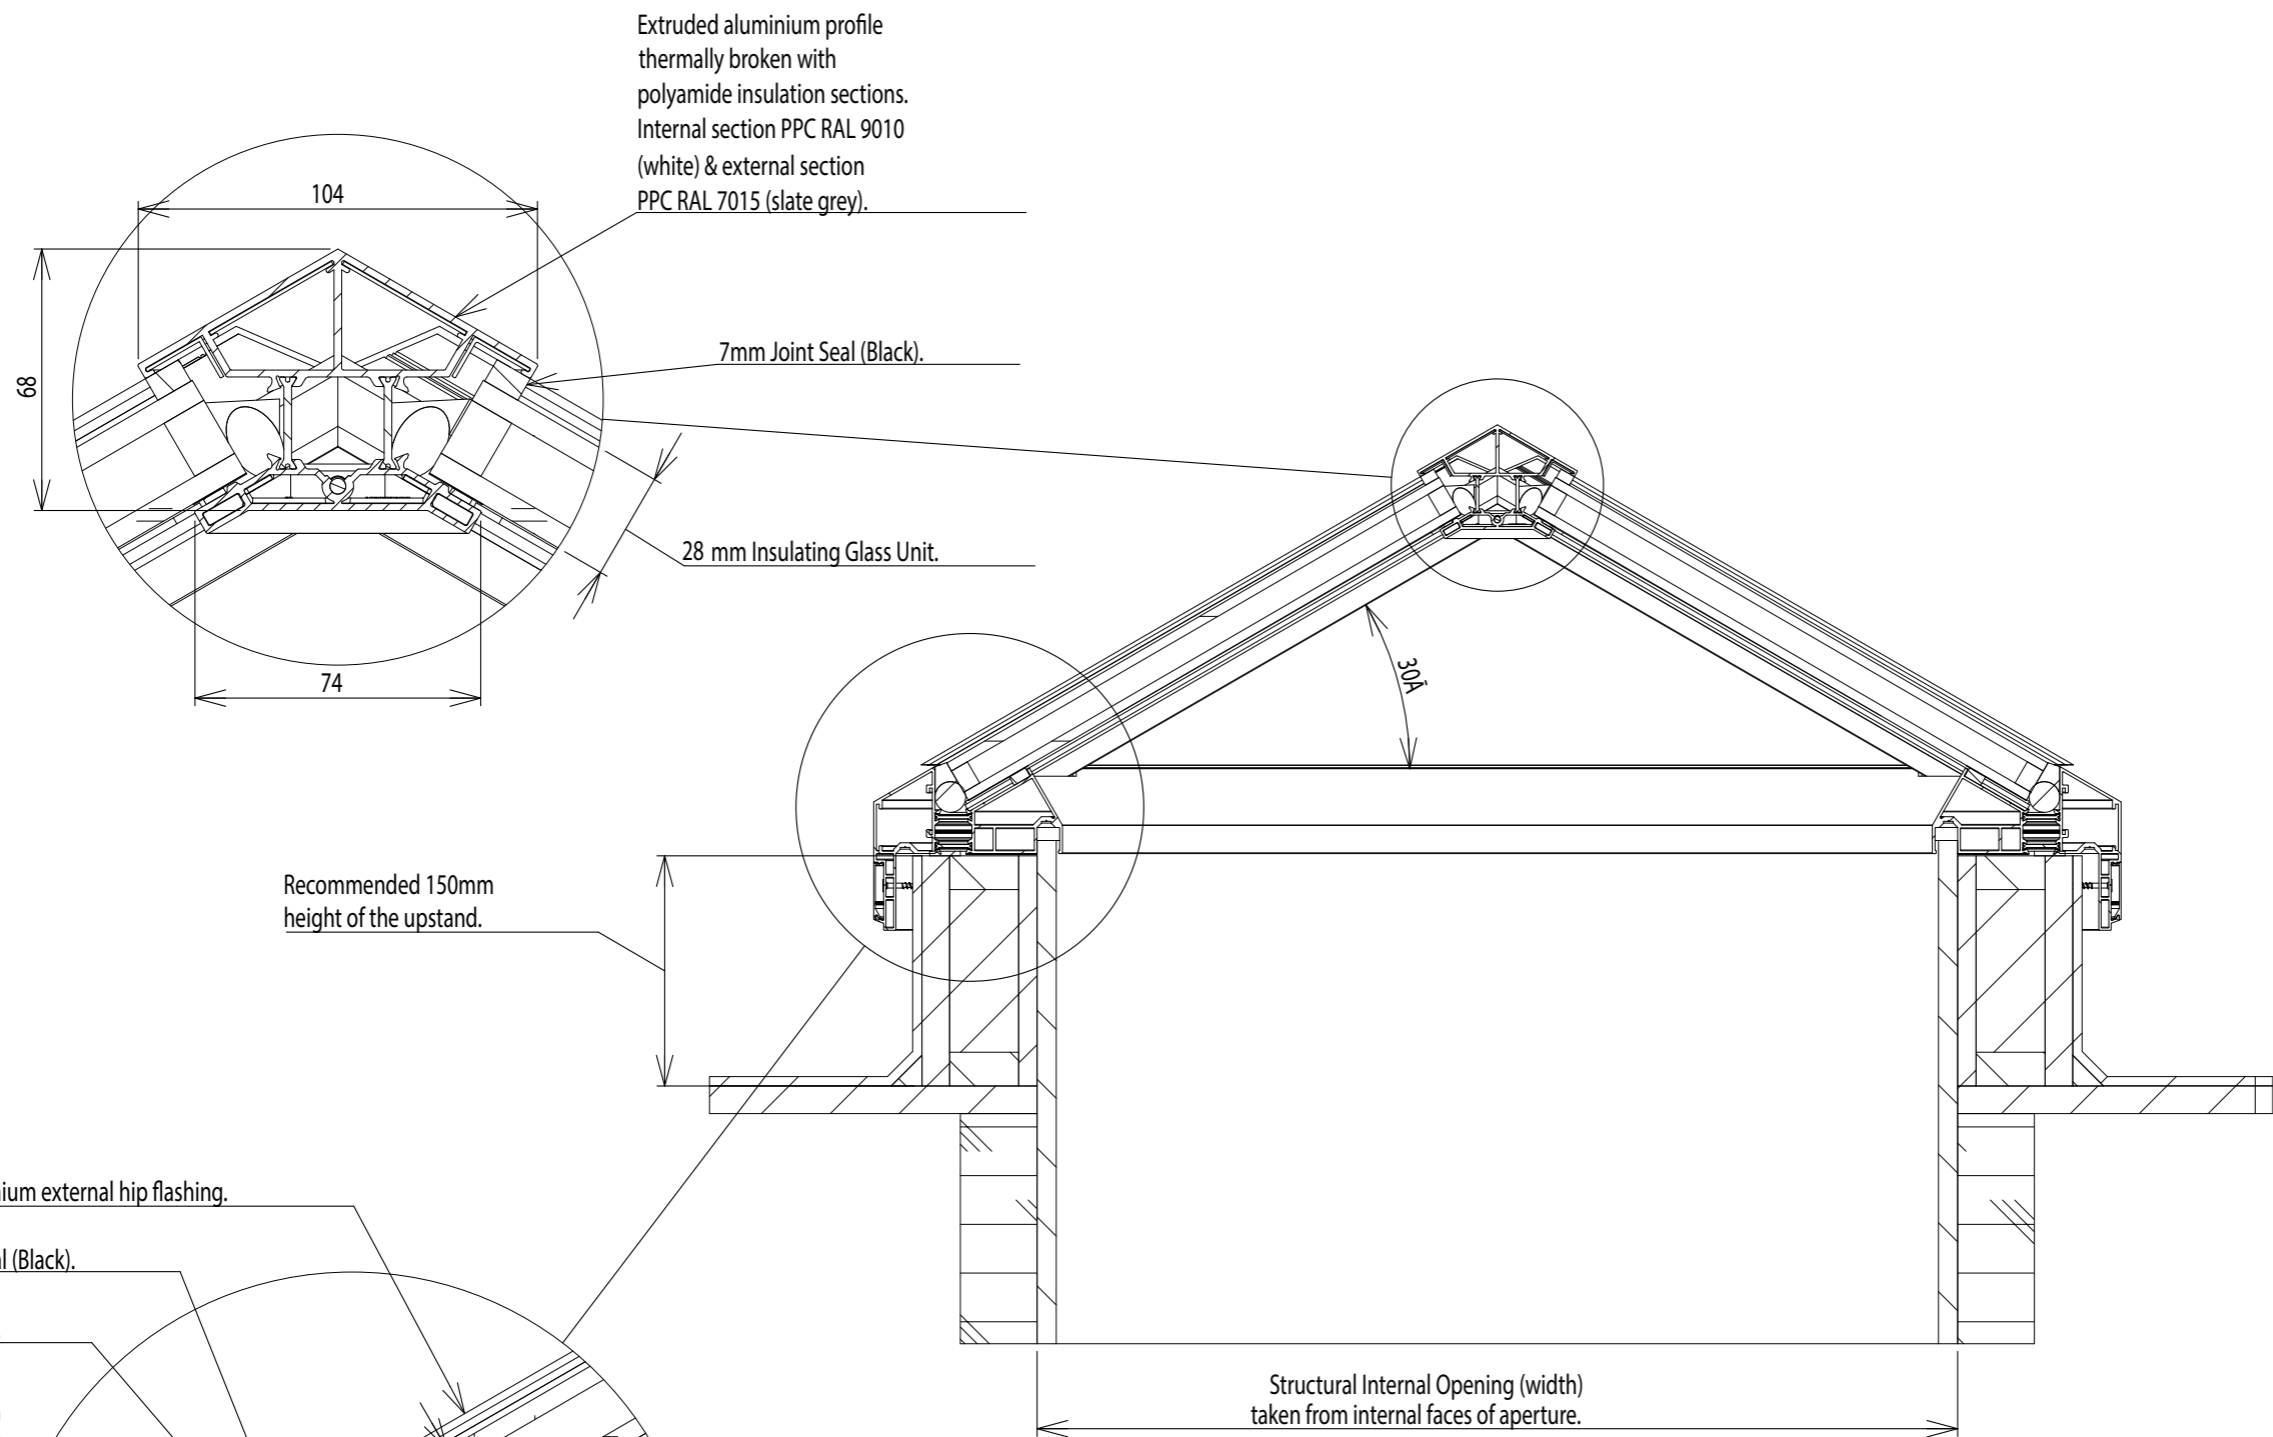 Extruded aluminium profile
thermally broken with
polyamide insulation sections.
Internal section PPC RAL 9010
(white) & external section
PPC RAL 7015 (slate grey).
104
68
7mm Joint Seal (Black).
28 mm Insulating Glass Unit.
74
30Ã
Recommended 150mm
height of the upstand.
external hip flashing.
(Black).
Structural Internal Opening (width)
taken from internal faces of aperture.